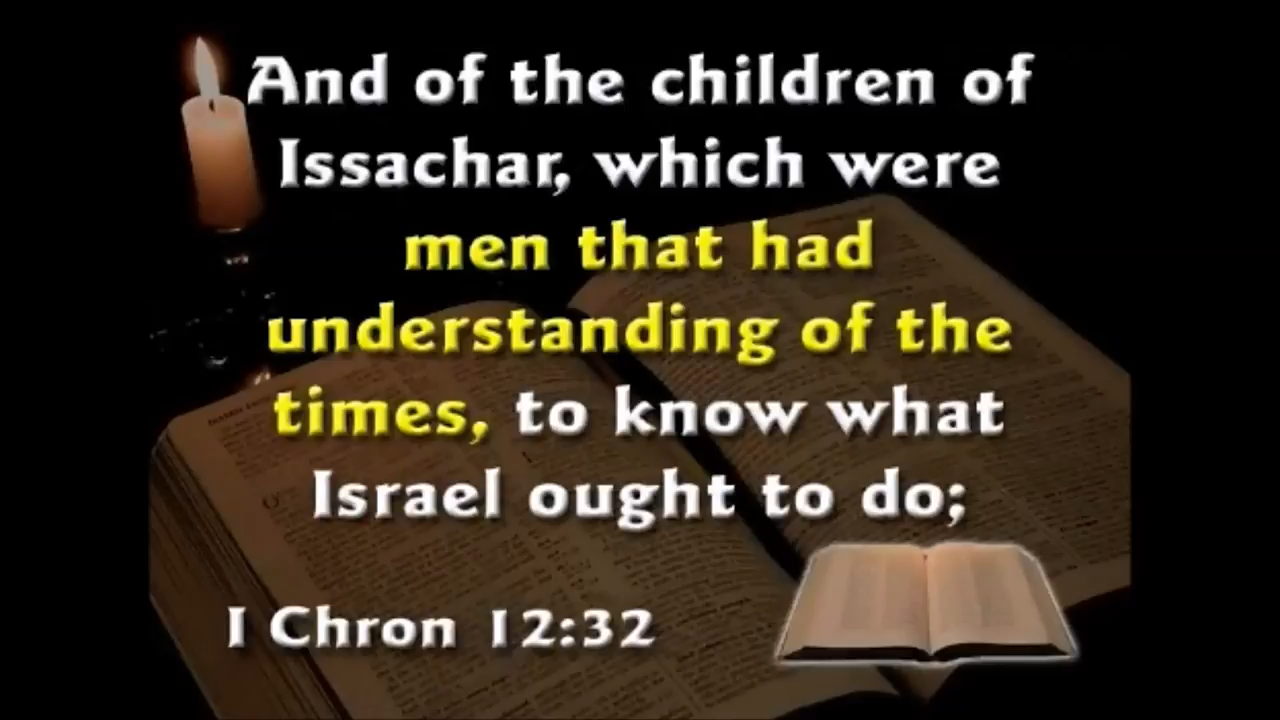 And of the children of
Issachar, which were
men that had
understanding of the
times, to know what
Israel ought to do;
I Chron 12:32